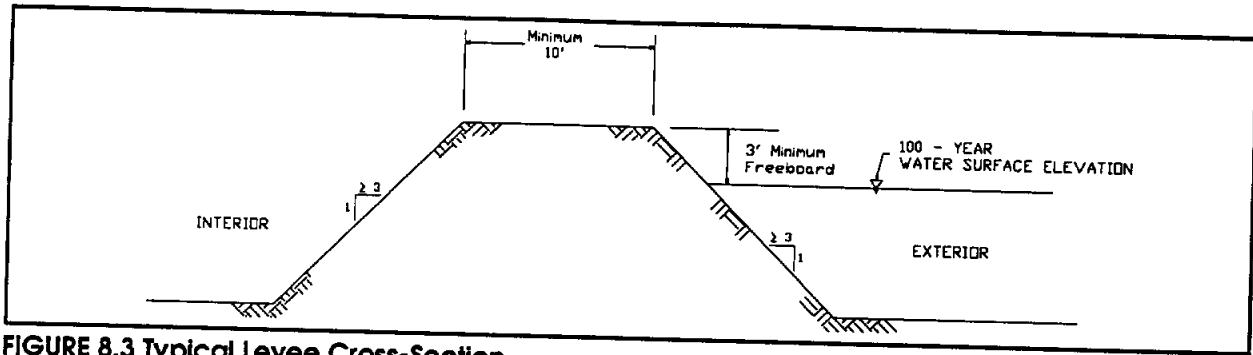 Minimum
10'
3' Minimum
Freeboard
100 - YEAR
WATER SURFACE ELEVATION
≥ 3
1
INTERIOR
≥ 3
1
EXTERIOR
FIGURE 8.3 Typical Levee Cross-Section